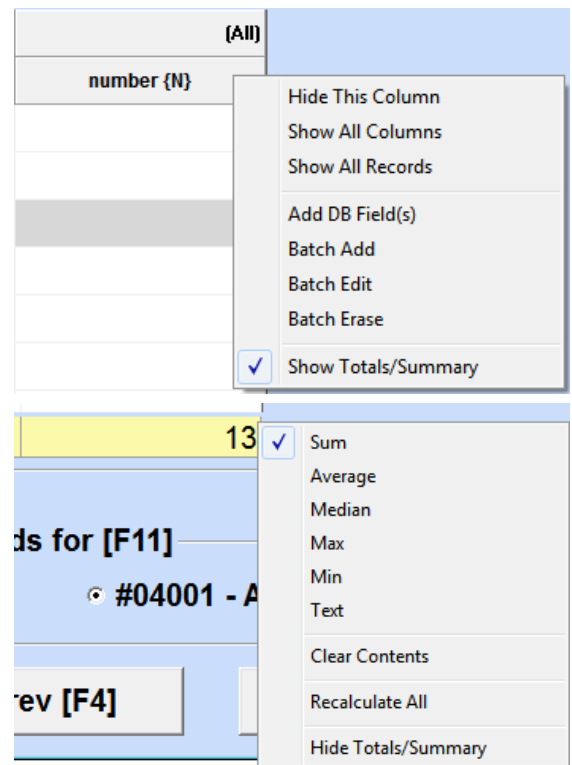 (All)
number {N}
Hide This Column
Show All Columns
Show All Records
Add DB Field(s)
Batch Add
Batch Edit
Batch Erase
Show Totals/Summary
13
Sum
Average
Median
Max
Min
Text
Clear Contents
Recalculate All
Hide Totals/Summary
ds for [F11]
#04001 - A
rev [F4]